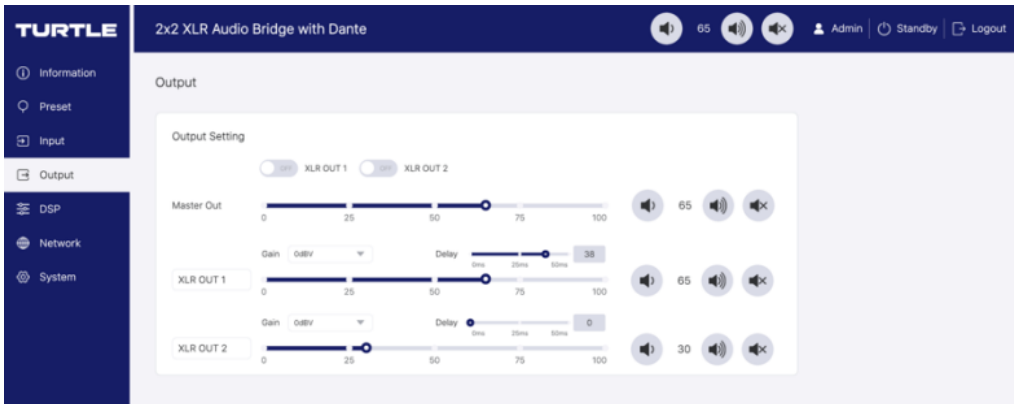 TURTLE
2x2 XLR Audio Bridge with Dante
65
Admin
Standby
Logout
Information
Preset
Input
Output
DSP
Network
System
Output
Output Setting
OFF XLR OUT 1 OFF XLR OUT 2
Master Out
0 25 50 75 100
65
Gain 0dBV Delay 38
0ms 25ms 50ms
XLR OUT 1
0 25 50 75 100
65
Gain 0dBV Delay 0
0ms 25ms 50ms
XLR OUT 2
0 25 50 75 100
30